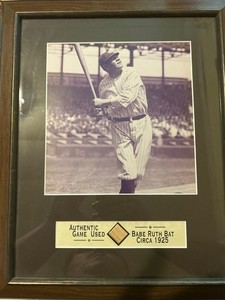 AUTHENTIC
GAME USED
BABE RUTH BAT
CIRCA 1925